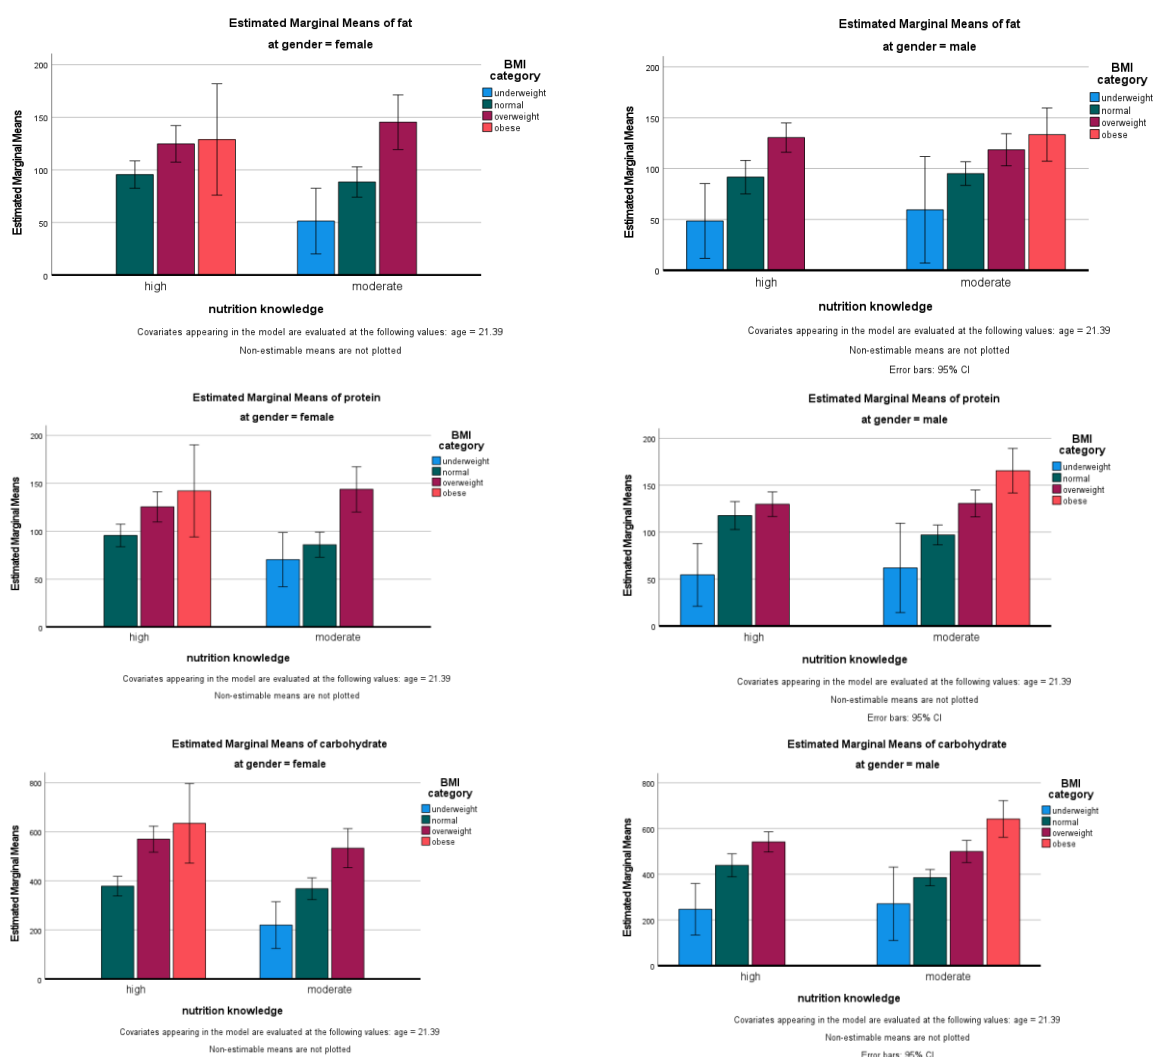 Estimated Marginal Means of fat
at gender = female
200
150
100
50
0
Estimated Marginal Means
high
moderate
nutrition knowledge
BMI
category
underweight
normal
overweight
obese
Covariates appearing in the model are evaluated at the following values: age = 21.39
Non-estimable means are not plotted
Estimated Marginal Means of fat
at gender = male
200
150
100
50
0
Estimated Marginal Means
high
moderate
nutrition knowledge
BMI
category
underweight
normal
overweight
obese
Covariates appearing in the model are evaluated at the following values: age = 21.39
Non-estimable means are not plotted
Error bars: 95% CI
Estimated Marginal Means of protein
at gender = female
200
150
100
50
0
Estimated Marginal Means
high
moderate
nutrition knowledge
BMI
category
underweight
normal
overweight
obese
Covariates appearing in the model are evaluated at the following values: age = 21.39
Non-estimable means are not plotted
Estimated Marginal Means of protein
at gender = male
200
150
100
50
0
Estimated Marginal Means
high
moderate
nutrition knowledge
BMI
category
underweight
normal
overweight
obese
Covariates appearing in the model are evaluated at the following values: age = 21.39
Non-estimable means are not plotted
Error bars: 95% CI
Estimated Marginal Means of carbohydrate
at gender = female
800
600
400
200
0
Estimated Marginal Means
high
moderate
nutrition knowledge
BMI
category
underweight
normal
overweight
obese
Covariates appearing in the model are evaluated at the following values: age = 21.39
Non-estimable means are not plotted
Estimated Marginal Means of carbohydrate
at gender = male
800
600
400
200
0
Estimated Marginal Means
high
moderate
nutrition knowledge
BMI
category
underweight
normal
overweight
obese
Covariates appearing in the model are evaluated at the following values: age = 21.39
Non-estimable means are not plotted
Error bars: 95% CI